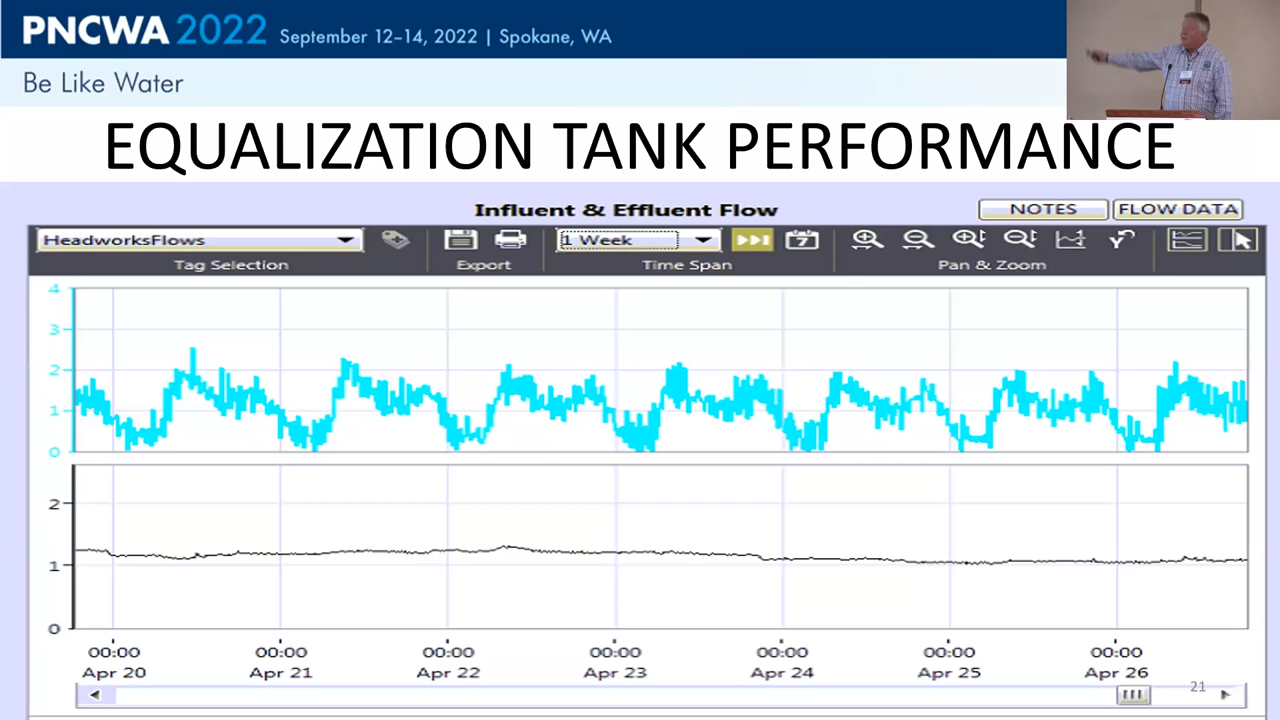 PNCWA 2022 September 12–14, 2022 | Spokane, WA
Be Like Water
EQUALIZATION TANK PERFORMANCE
Influent & Effluent Flow
NOTES
FLOW DATA
HeadworksFlows
1 Week
7
Y
Tag Selection
Export
Time Span
Pan & Zoom
4
3
2
1
0
2
1
0
00:00 00:00 00:00 00:00 00:00 00:00 00:00
Apr 20 Apr 21 Apr 22 Apr 23 Apr 24 Apr 25 Apr 26
21